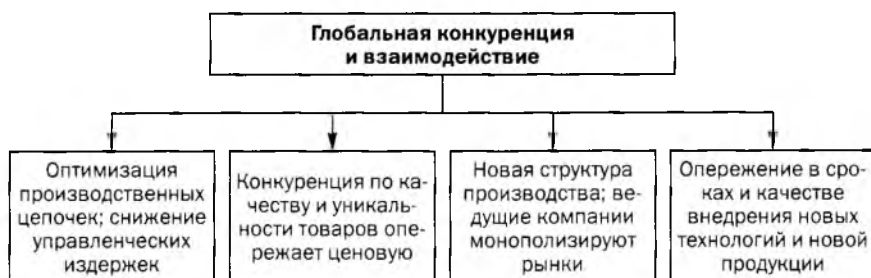 Глобальная конкуренция
и взаимодействие
Оптимизация
производственных
цепочек; снижение
управленческих
издержек
Конкуренция по ка-
честву и уникаль-
ности товаров опе-
режает ценовую
Новая структура
производства; ве-
дущие компании
монополизируют
рынки
Опережение в сро-
ках и качестве
внедрения новых
технологий и новой
продукции